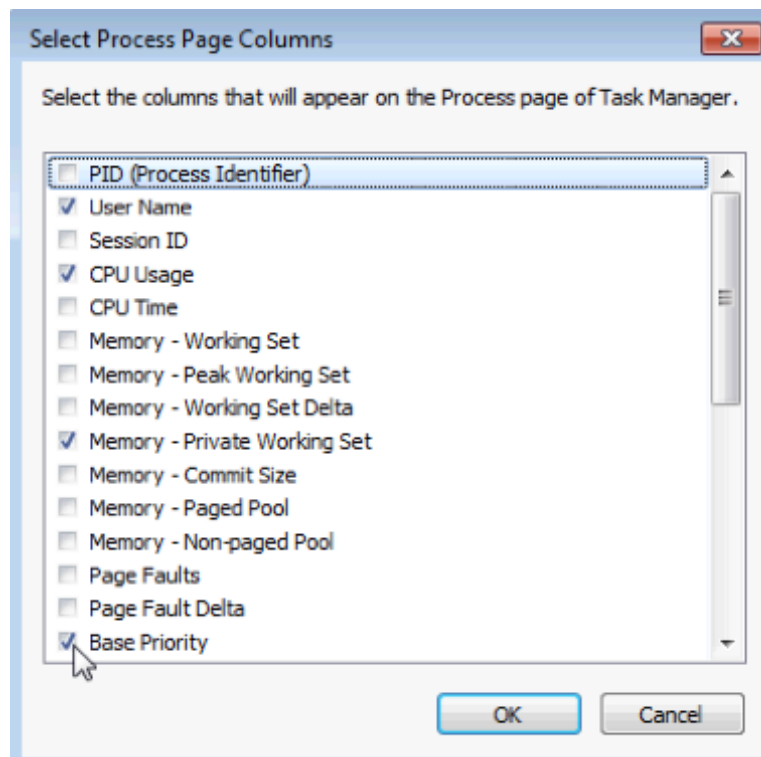 Select Process Page Columns
Select the columns that will appear on the Process page of Task Manager.
PID (Process Identifier)
User Name
Session ID
CPU Usage
CPU Time
Memory - Working Set
Memory - Peak Working Set
Memory - Working Set Delta
Memory - Private Working Set
Memory - Commit Size
Memory - Paged Pool
Memory - Non-paged Pool
Page Faults
Page Fault Delta
Base Priority
OK Cancel